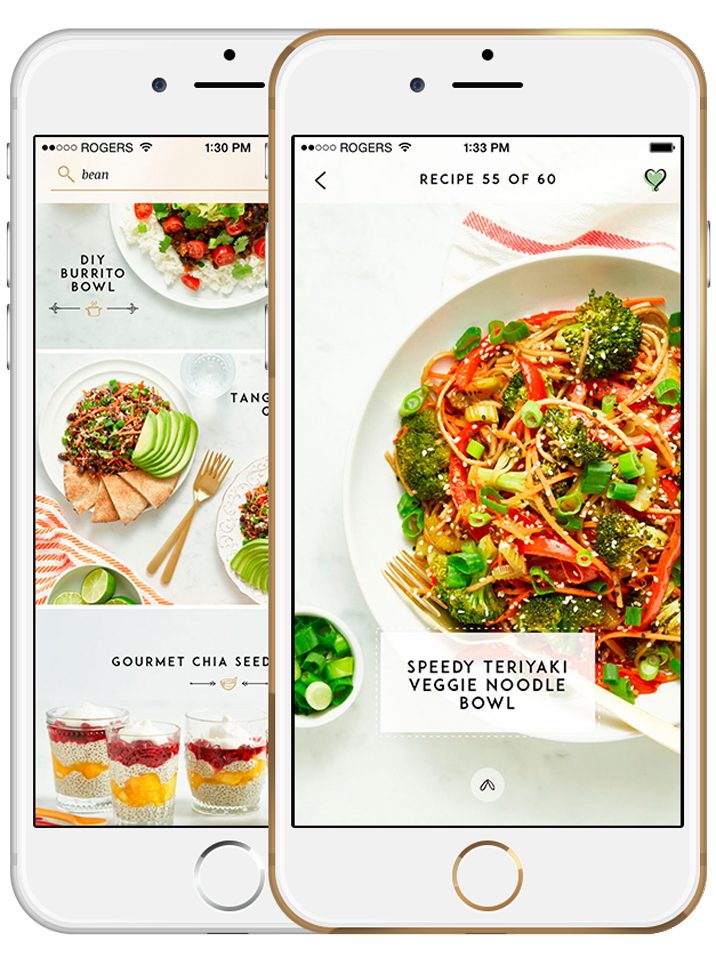 ROGERS 1:30 PM
bean
DIY
BURRITO
BOWL
GOURMET CHIA SEED
ROGERS 1:33 PM
RECIPE 55 OF 60
SPEEDY TERIYAKI
VEGGIE NOODLE
BOWL